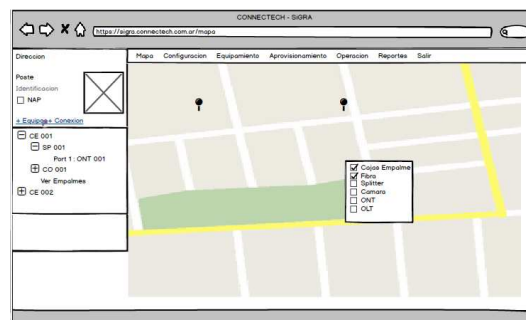 CONNECTECH - SiGRA
https://sigra.connectech.com.ar/mapa
Direccion
Mapa Configuracion Equipamiento Aprovisionamiento Operacion Reportes Salir
Poste
Identificacion
NAP
+ Equipo + Conexion
CE 001
SP 001
Port 1 : ONT 001
CO 001
Ver Empalmes
CE 002
Cajas Empalme
Fibra
Splitter
Camara
ONT
OLT